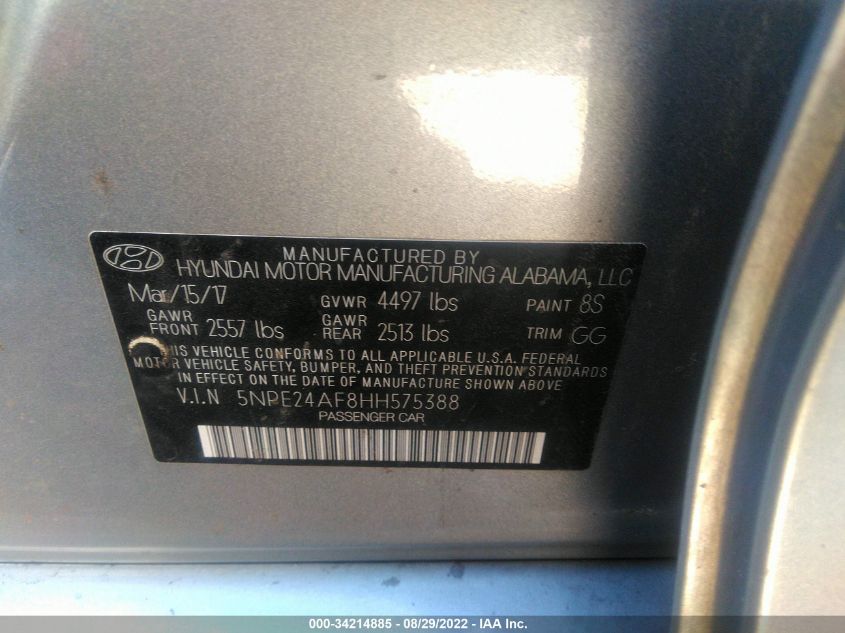 MANUFACTURED BY
HYUNDAI MOTOR MANUFACTURING ALABAMA, LLC
Mar/15/17 GVWR 4497 lbs PAINT 8S
GAWR FRONT 2557 lbs GAWR REAR 2513 lbs TRIM GG
THIS VEHICLE CONFORMS TO ALL APPLICABLE U.S.A. FEDERAL
MOTOR VEHICLE SAFETY, BUMPER, AND THEFT PREVENTION STANDARDS
IN EFFECT ON THE DATE OF MANUFACTURE SHOWN ABOVE
V.I.N 5NPE24AF8HH575388
PASSENGER CAR
000-34214885 - 08/29/2022 - IAA Inc.